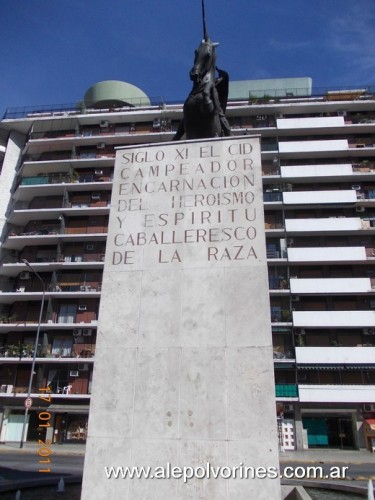 SIGLO XI EL CID
CAMPEADOR
ENCARNACION
DEL HEROISMO
Y ESPIRITU
CABALLERESCO
DE LA RAZA
17.01.2011
www.alepolvorines.com.ar